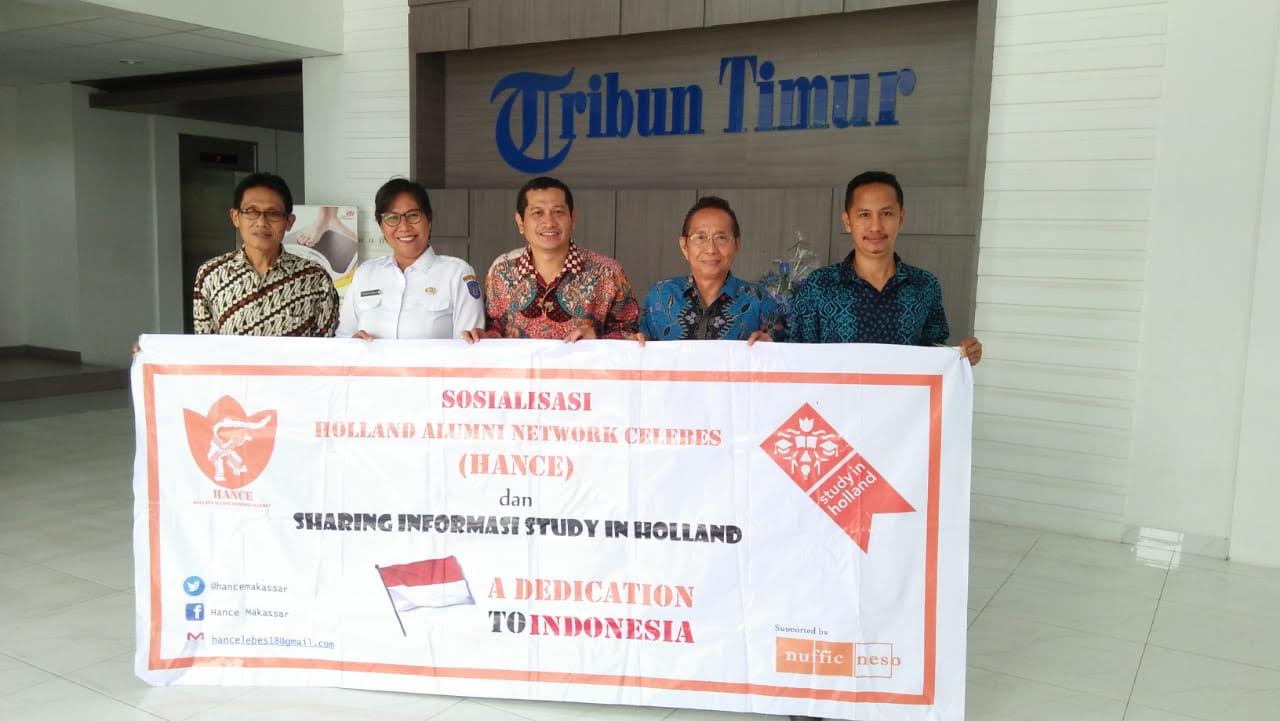 Tribun Timur
SOSIALISASI
HOLLAND ALUMNI NETWORK CELEBES
(HANCE)
dan
SHARING INFORMASI STUDY IN HOLLAND
A DEDICATION
TO INDONESIA
HANCE
study in
holland
@hancemakassar
Hance Makassar
hancelebes18@gmail.com
Supported by
nuffic neso